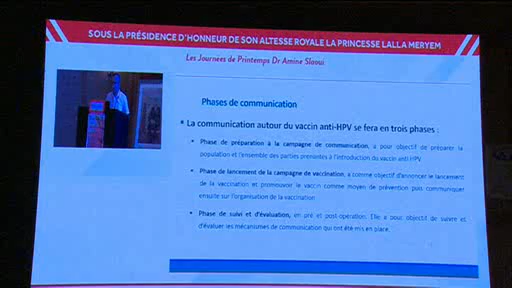 SOUS LA PRÉSIDENCE D'HONNEUR DE SON ALTESSE ROYALE LA PRINCESSE LALLA MERYEM
Les Journées de Printemps Dr Amine Slaoui
Phases de communication
La communication autour du vaccin anti-HPV se fera en trois phases :
Phase de préparation à la campagne de communication, a pour objectif de préparer la
population et l'ensemble des parties prenantes à l'introduction du vaccin anti HPV
Phase de lancement de la campagne de vaccination, a comme objectif d'annoncer le lancement
de la vaccination et promouvoir le vaccin comme moyen de prévention puis communiquer
ensuite sur l'organisation de la vaccination
Phase de suivi et d'évaluation, en pré et post-opération. Elle a pour objectif de suivre et
d'évaluer les mécanismes de communication qui ont été mis en place.